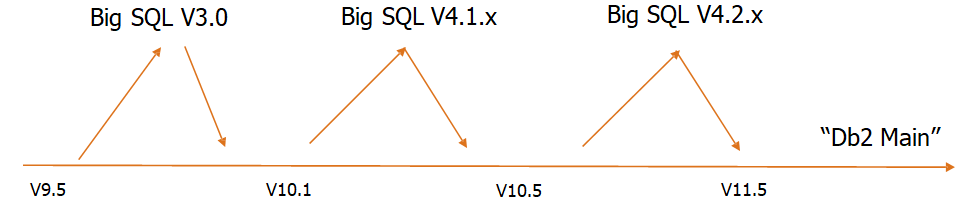 Big SQL V3.0
Big SQL V4.1.x
Big SQL V4.2.x
“Db2 Main”
V9.5
V10.1
V10.5
V11.5